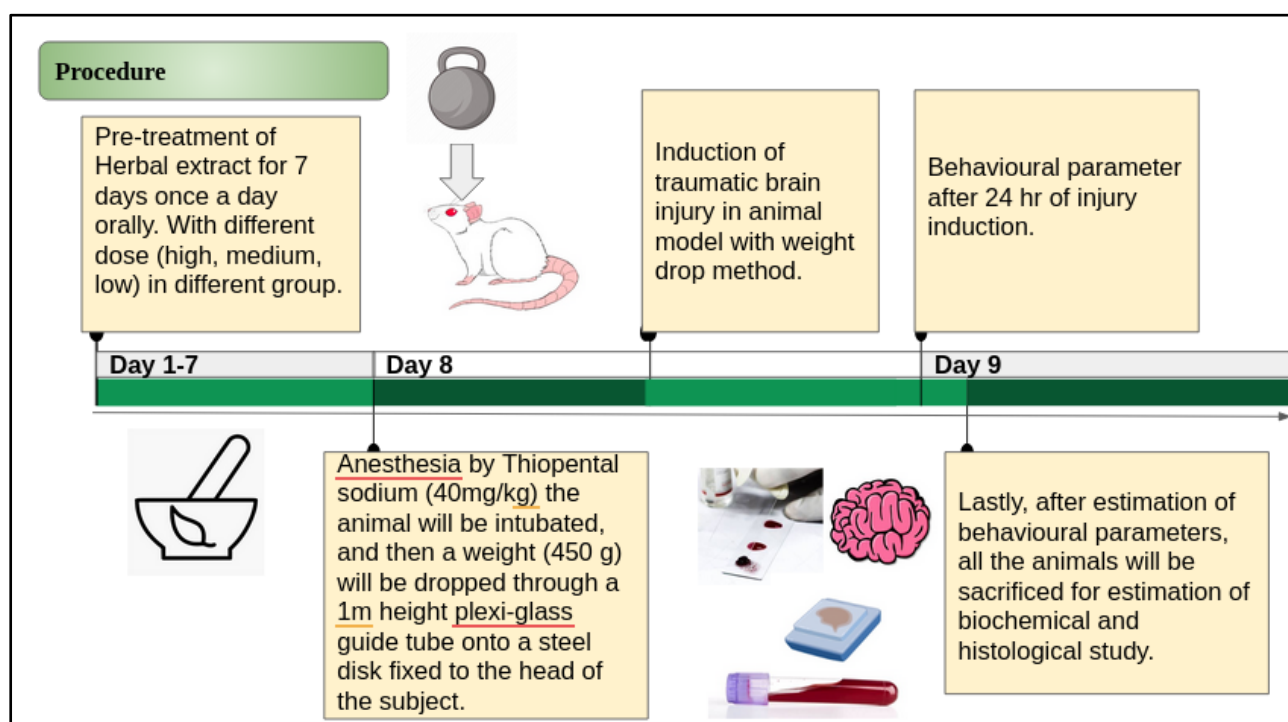 Procedure
Pre-treatment of
Herbal extract for 7
days once a day
orally. With different
dose (high, medium,
low) in different group.
Induction of
traumatic brain
injury in animal
model with weight
drop method.
Behavioural parameter
after 24 hr of injury
induction.
Day 1-7
Day 8
Day 9
Anesthesia by Thiopental
sodium (40mg/kg) the
animal will be intubated,
and then a weight (450 g)
will be dropped through a
1m height plexi-glass
guide tube onto a steel
disk fixed to the head of
the subject.
Lastly, after estimation of
behavioural parameters,
all the animals will be
sacrificed for estimation of
biochemical and
histological study.